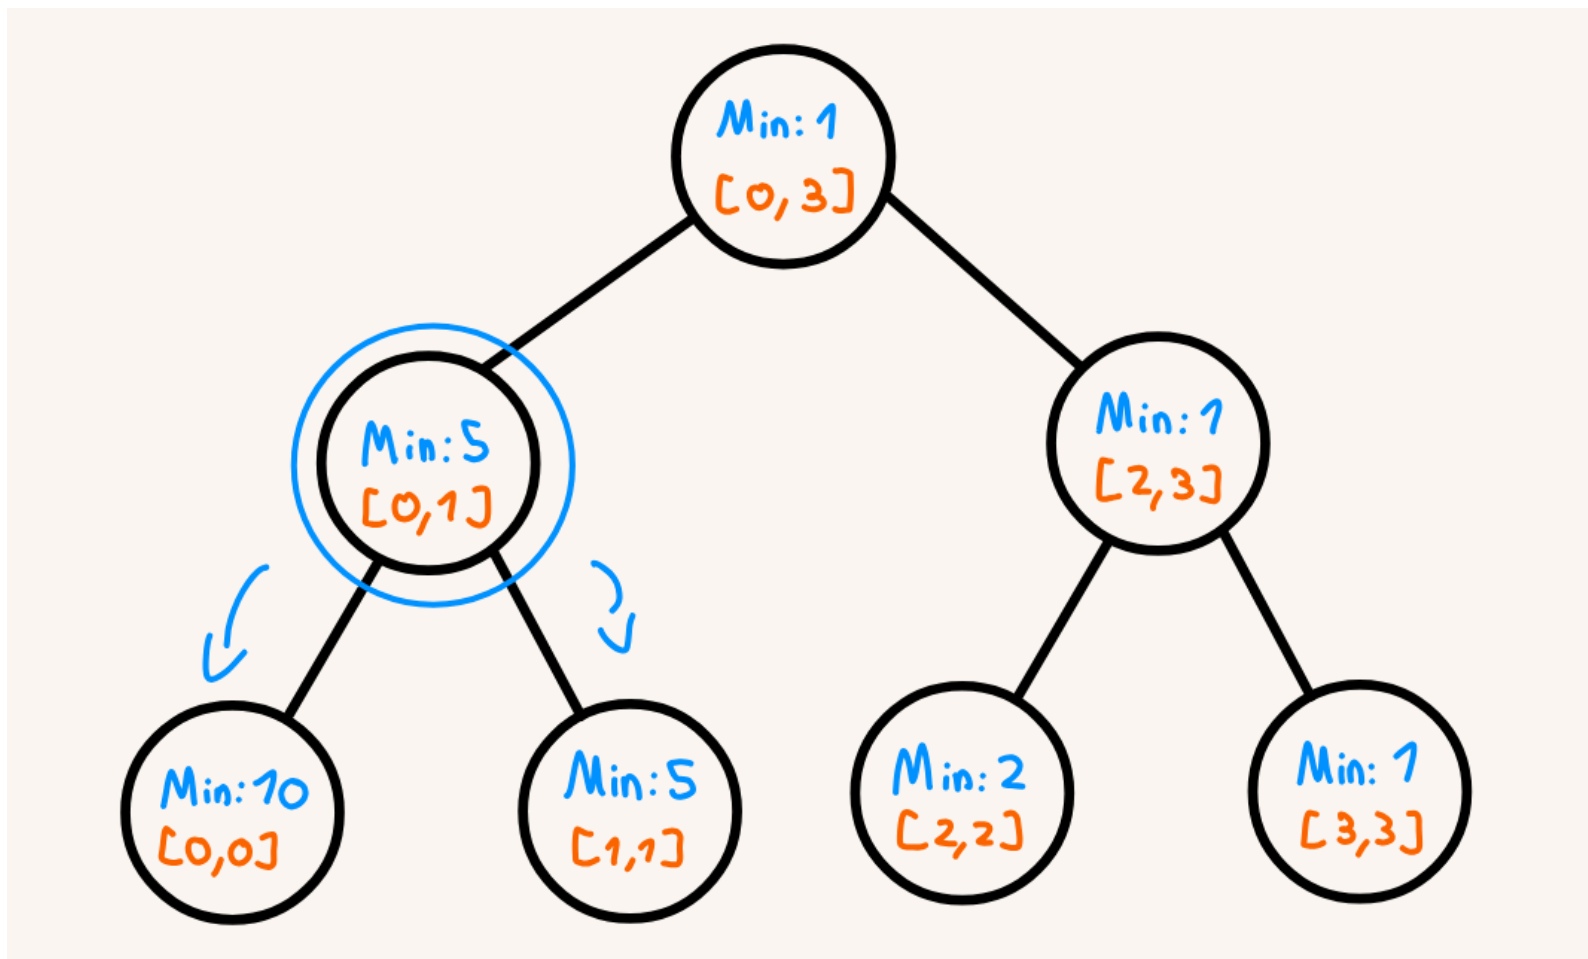 Min: 1
[0,3]
Min: 5
[0,1]
Min: 1
[2,3]
Min: 10
[0,0]
Min: 5
[1,1]
Min: 2
[2,2]
Min: 1
[3,3]